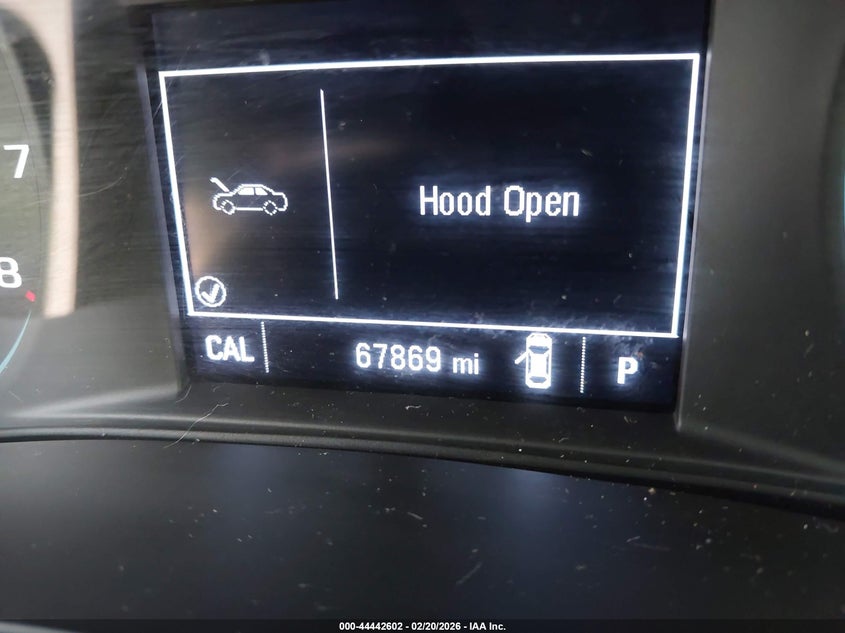 7
8
Hood Open
CAL 67869 mi P
000-44442602 - 02/20/2026 - IAA Inc.